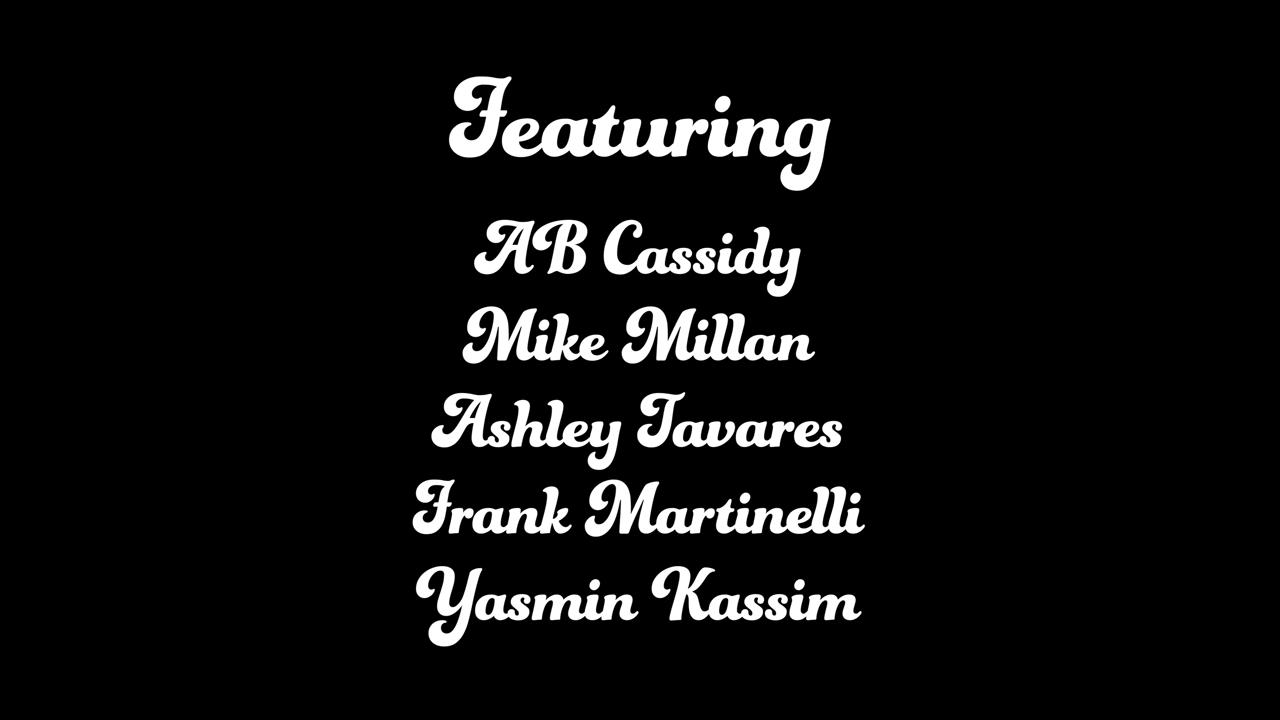 Featuring
AB Cassidy
Mike Millan
Ashley Tavares
Frank Martinelli
Yasmin Kassim